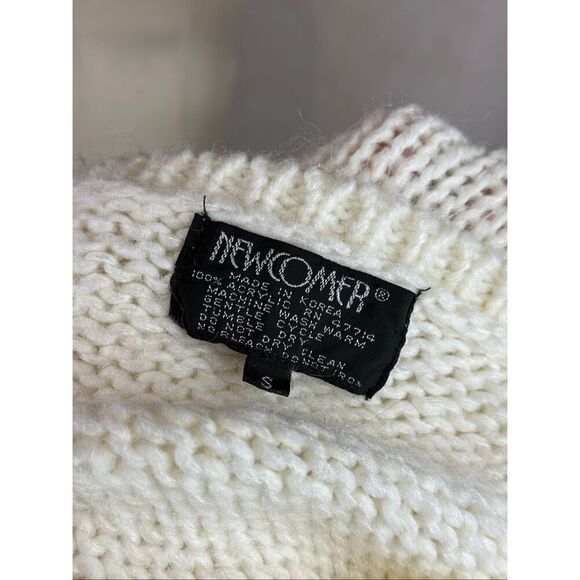 NEWCOMER®
MADE IN KOREA
100% ACRYLIC RN 47714
MACHINE WASH WARM
GENTLE CYCLE
TUMBLE DRY
DO NOT DRY CLEAN
NO BLEACH DO NOT IRON
S